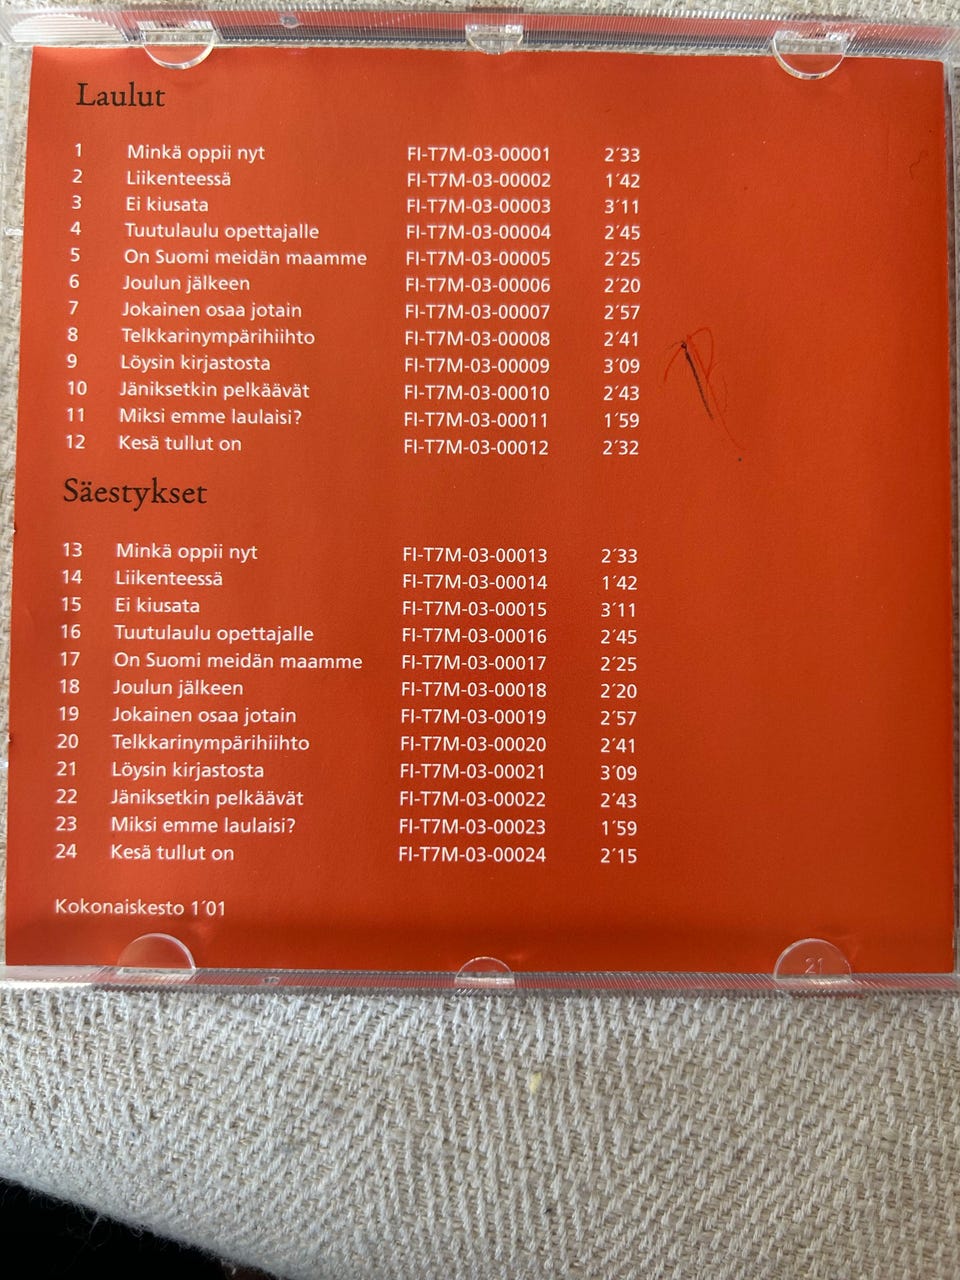 Laulut
1 Minkä oppii nyt FI-T7M-03-00001 2´33
2 Liikenteessä FI-T7M-03-00002 1´42
3 Ei kiusata FI-T7M-03-00003 3´11
4 Tuutulaulu opettajalle FI-T7M-03-00004 2´45
5 On Suomi meidän maamme FI-T7M-03-00005 2´25
6 Joulun jälkeen FI-T7M-03-00006 2´20
7 Jokainen osaa jotain FI-T7M-03-00007 2´57
8 Telkkarinympärihiihto FI-T7M-03-00008 2´41
9 Löysin kirjastosta FI-T7M-03-00009 3´09
10 Jäniksetkin pelkäävät FI-T7M-03-00010 2´43
11 Miksi emme laulaisi? FI-T7M-03-00011 1´59
12 Kesä tullut on FI-T7M-03-00012 2´32
Säestykset
13 Minkä oppii nyt FI-T7M-03-00013 2´33
14 Liikenteessä FI-T7M-03-00014 1´42
15 Ei kiusata FI-T7M-03-00015 3´11
16 Tuutulaulu opettajalle FI-T7M-03-00016 2´45
17 On Suomi meidän maamme FI-T7M-03-00017 2´25
18 Joulun jälkeen FI-T7M-03-00018 2´20
19 Jokainen osaa jotain FI-T7M-03-00019 2´57
20 Telkkarinympärihiihto FI-T7M-03-00020 2´41
21 Löysin kirjastosta FI-T7M-03-00021 3´09
22 Jäniksetkin pelkäävät FI-T7M-03-00022 2´43
23 Miksi emme laulaisi? FI-T7M-03-00023 1´59
24 Kesä tullut on FI-T7M-03-00024 2´15
Kokonaiskesto 1´01
21